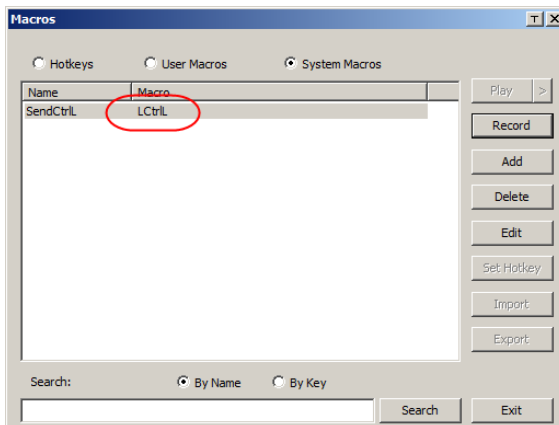 Macros
Hotkeys User Macros System Macros
Name Macro
SendCtrlL LCtrlL
Play >
Record
Add
Delete
Edit
Set Hotkey
Import
Export
Search: By Name By Key
Search Exit